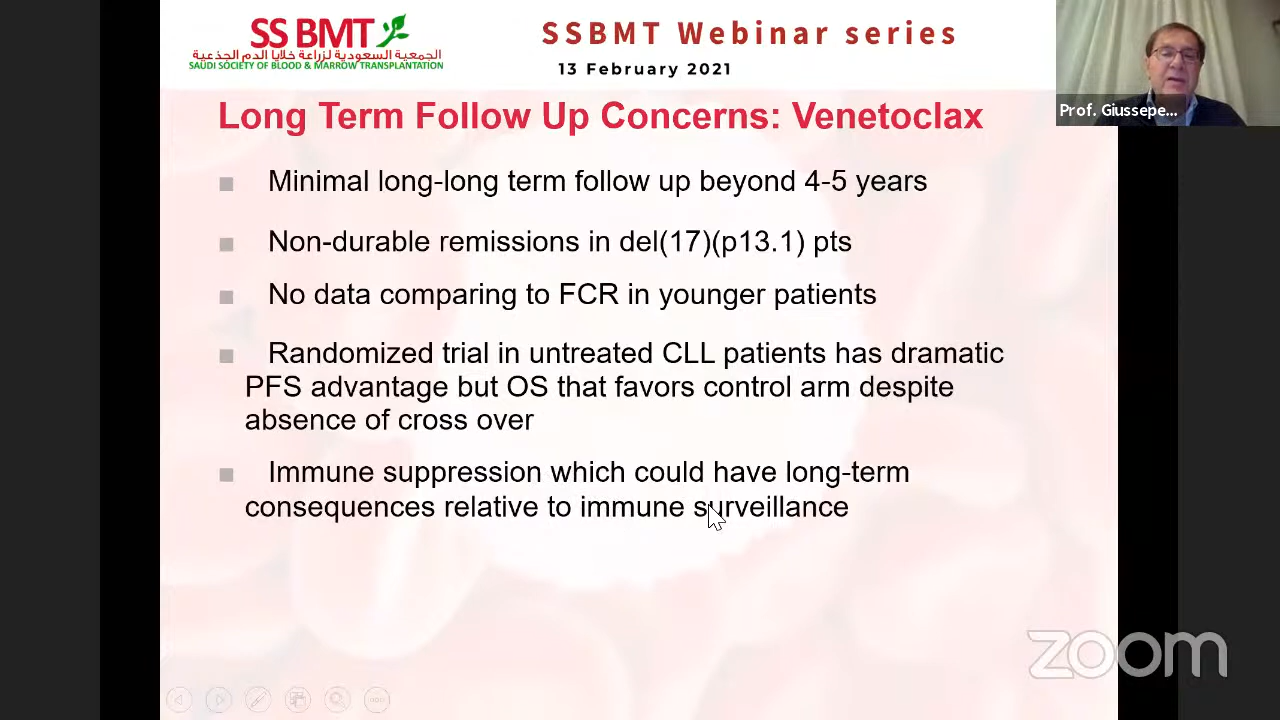 SS BMT
الجمعية السعودية لزراعة خلايا الدم الجذعية
SAUDI SOCIETY OF BLOOD & MARROW TRANSPLANTATION
SSBMT Webinar series
13 February 2021
Prof. Giussepe...
Long Term Follow Up Concerns: Venetoclax
Minimal long-long term follow up beyond 4-5 years
Non-durable remissions in del(17)(p13.1) pts
No data comparing to FCR in younger patients
Randomized trial in untreated CLL patients has dramatic
PFS advantage but OS that favors control arm despite
absence of cross over
Immune suppression which could have long-term
consequences relative to immune surveillance
zoom